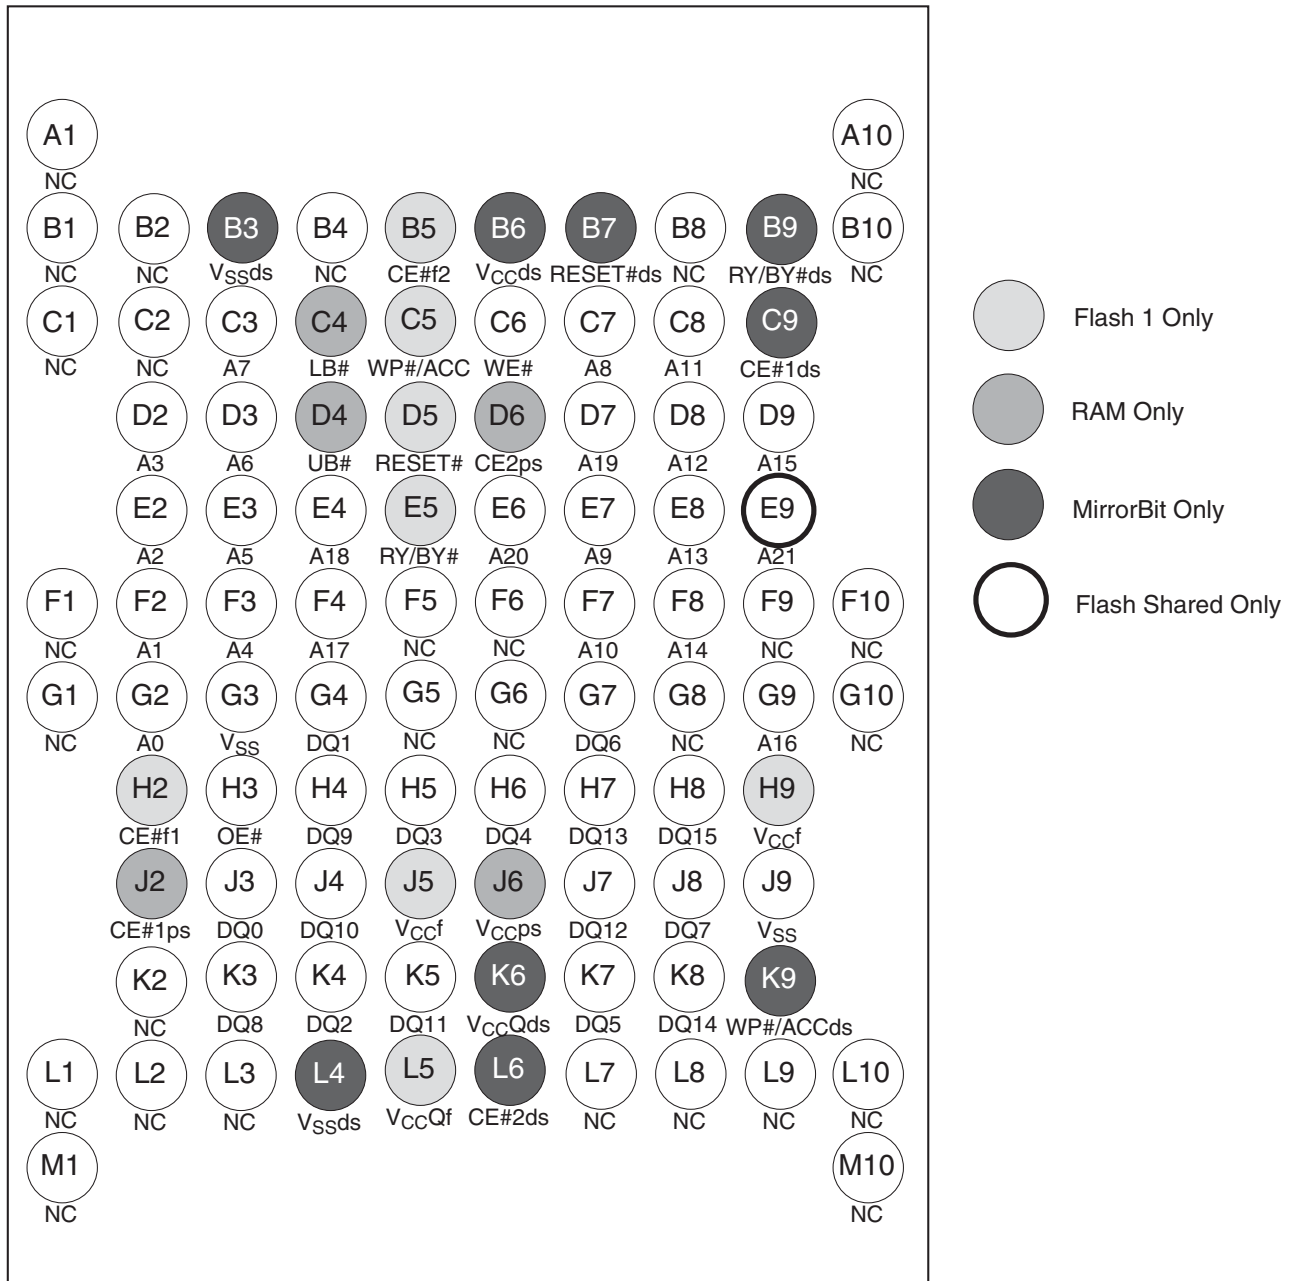 A1 A10
NC NC
B1 B2 B3 B4 B5 B6 B7 B8 B9 B10
NC NC VSSds NC CE#f2 VCCds RESET#ds NC RY/BY#ds NC
C1 C2 C3 C4 C5 C6 C7 C8 C9
NC NC A7 LB# WP#/ACC WE# A8 A11 CE#1ds
D2 D3 D4 D5 D6 D7 D8 D9
A3 A6 UB# RESET# CE2ps A19 A12 A15
E2 E3 E4 E5 E6 E7 E8 E9
A2 A5 A18 RY/BY# A20 A9 A13 A21
F1 F2 F3 F4 F5 F6 F7 F8 F9 F10
NC A1 A4 A17 NC NC A10 A14 NC NC
G1 G2 G3 G4 G5 G6 G7 G8 G9 G10
NC A0 VSS DQ1 NC NC DQ6 NC A16 NC
H2 H3 H4 H5 H6 H7 H8 H9
CE#f1 OE# DQ9 DQ3 DQ4 DQ13 DQ15 VCCf
J2 J3 J4 J5 J6 J7 J8 J9
CE#1ps DQ0 DQ10 VCCf VCCps DQ12 DQ7 VSS
K2 K3 K4 K5 K6 K7 K8 K9
NC DQ8 DQ2 DQ11 VCCQds DQ5 DQ14 WP#/ACCds
L1 L2 L3 L4 L5 L6 L7 L8 L9 L10
NC NC NC VSSds VCCQf CE#2ds NC NC NC NC
M1 M10
NC NC
Flash 1 Only
RAM Only
MirrorBit Only
Flash Shared Only